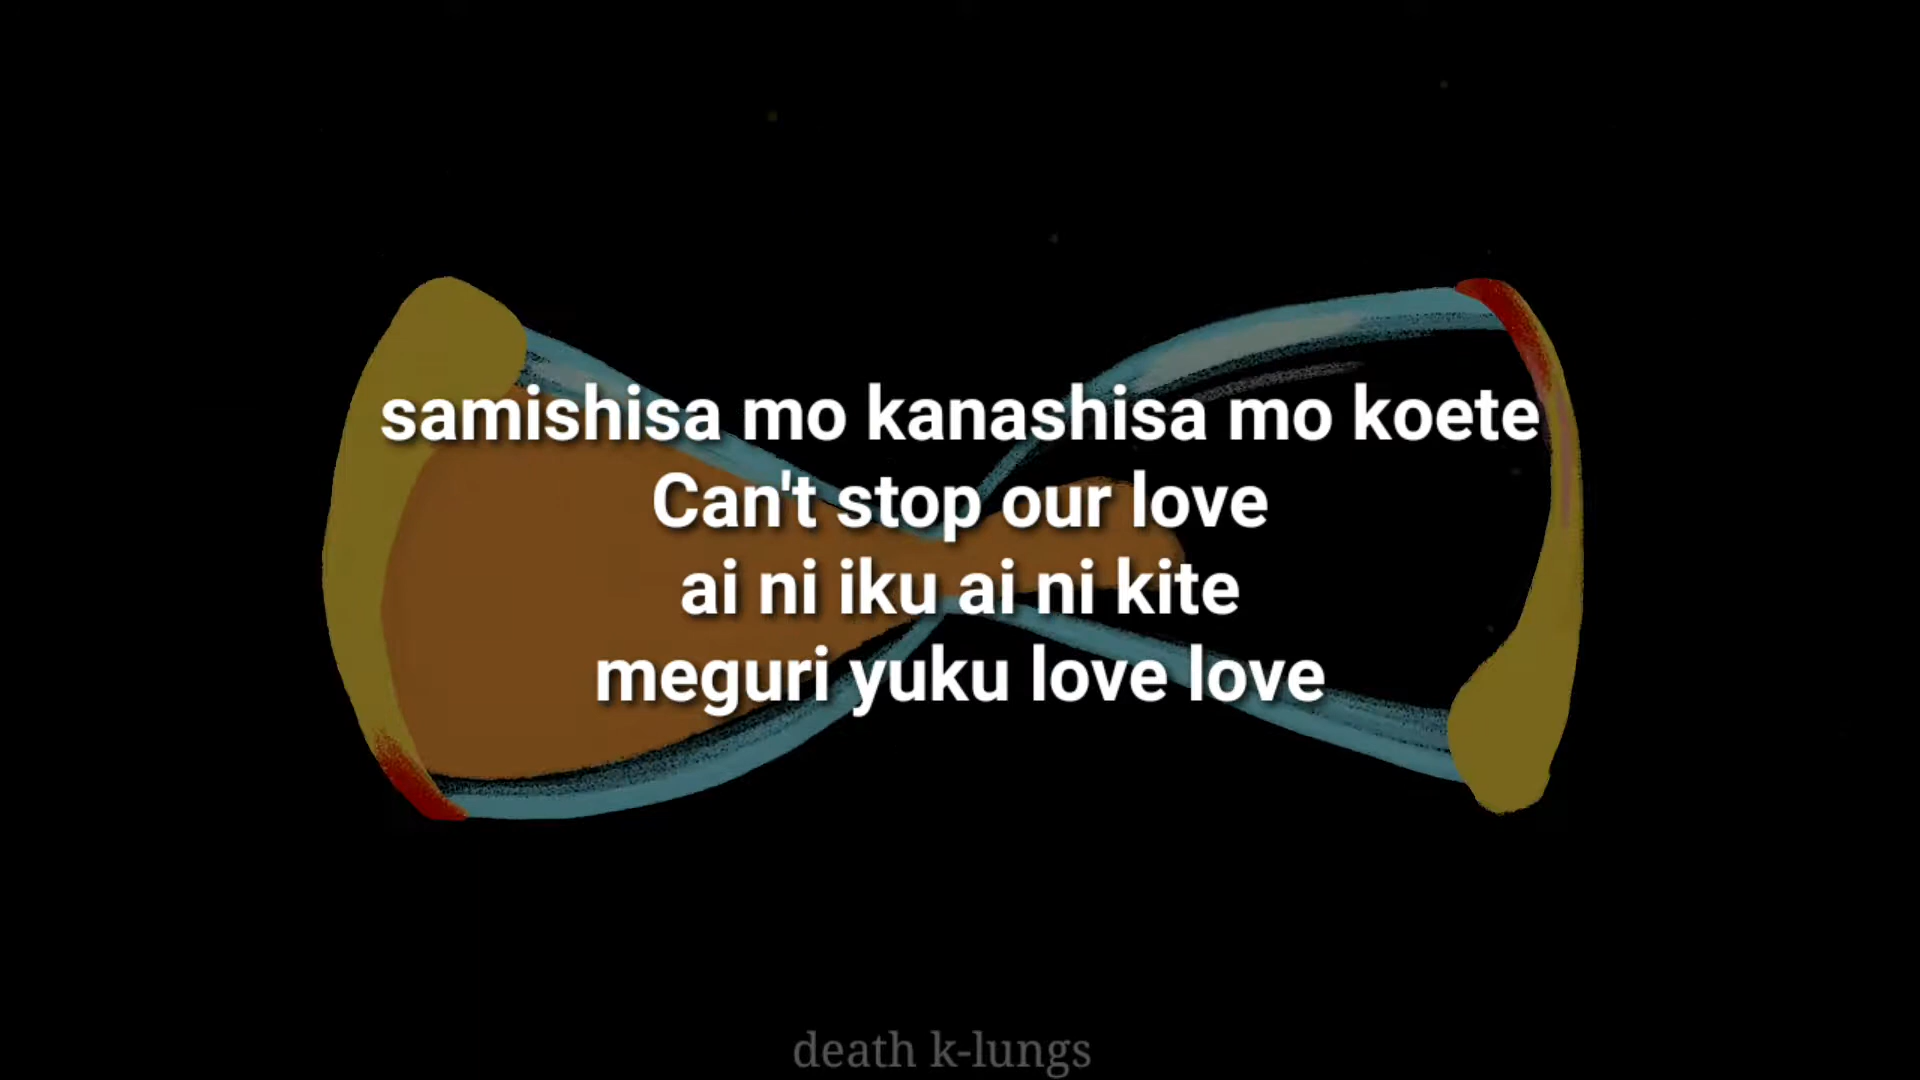 samishisa mo kanashisa mo koete
Can't stop our love
ai ni iku ai ni kite
meguri yuku love love
death k-lungs